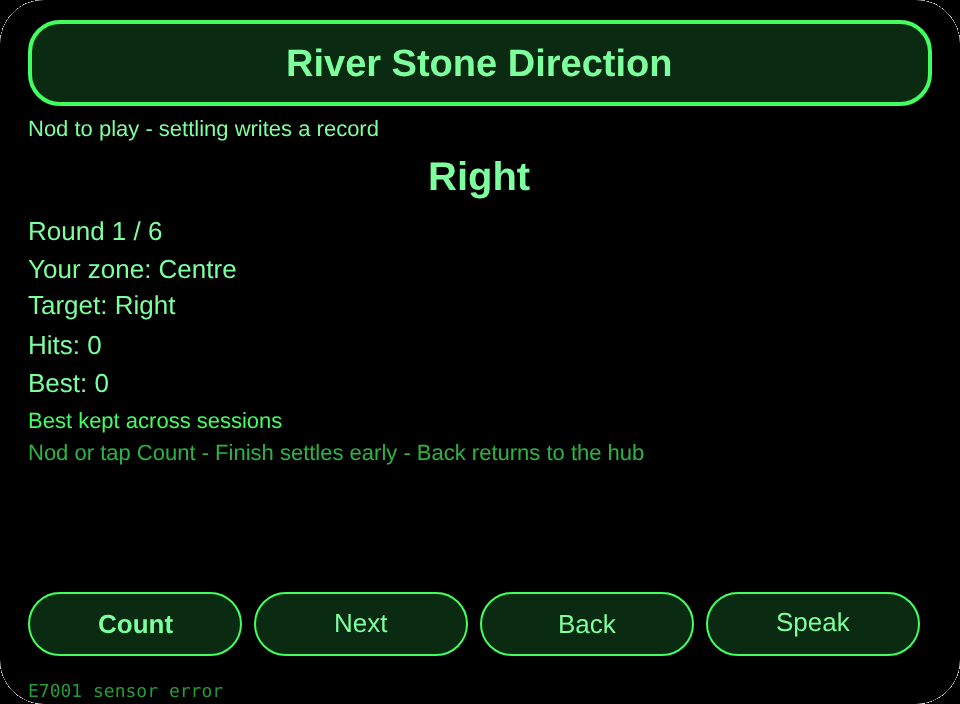 River Stone Direction
Nod to play - settling writes a record
Right
Round 1 / 6
Your zone: Centre
Target: Right
Hits: 0
Best: 0
Best kept across sessions
Nod or tap Count - Finish settles early - Back returns to the hub
Count
Next
Back
Speak
E7001 sensor error